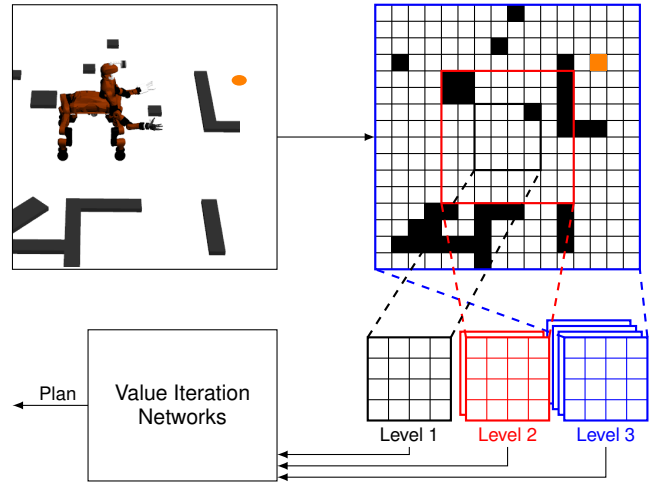 Plan
Value Iteration
Networks
Level 1
Level 2
Level 3